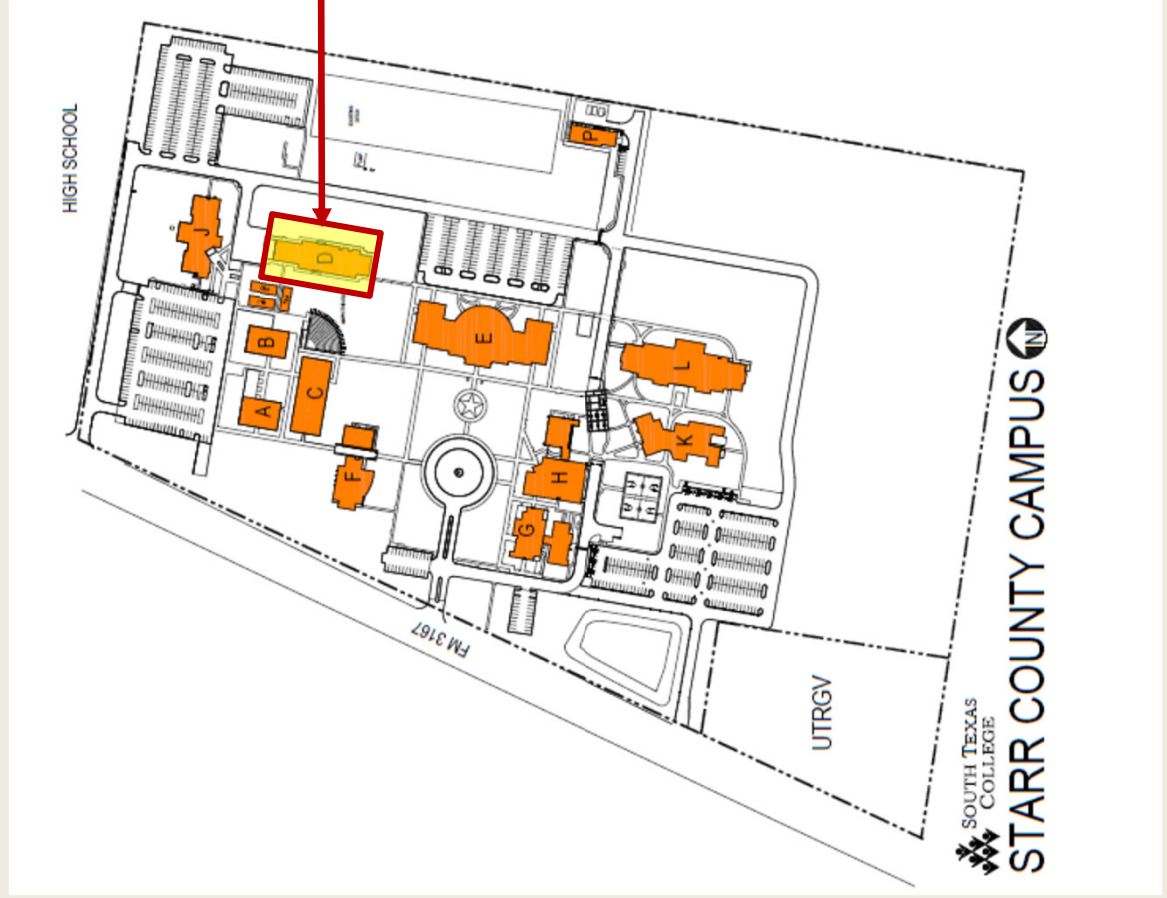 HIGH SCHOOL
P
J
D
B
E
A
C
L
F
K
H
G
FM 3167
UTRGV
SOUTH TEXAS
COLLEGE
STARR COUNTY CAMPUS
N